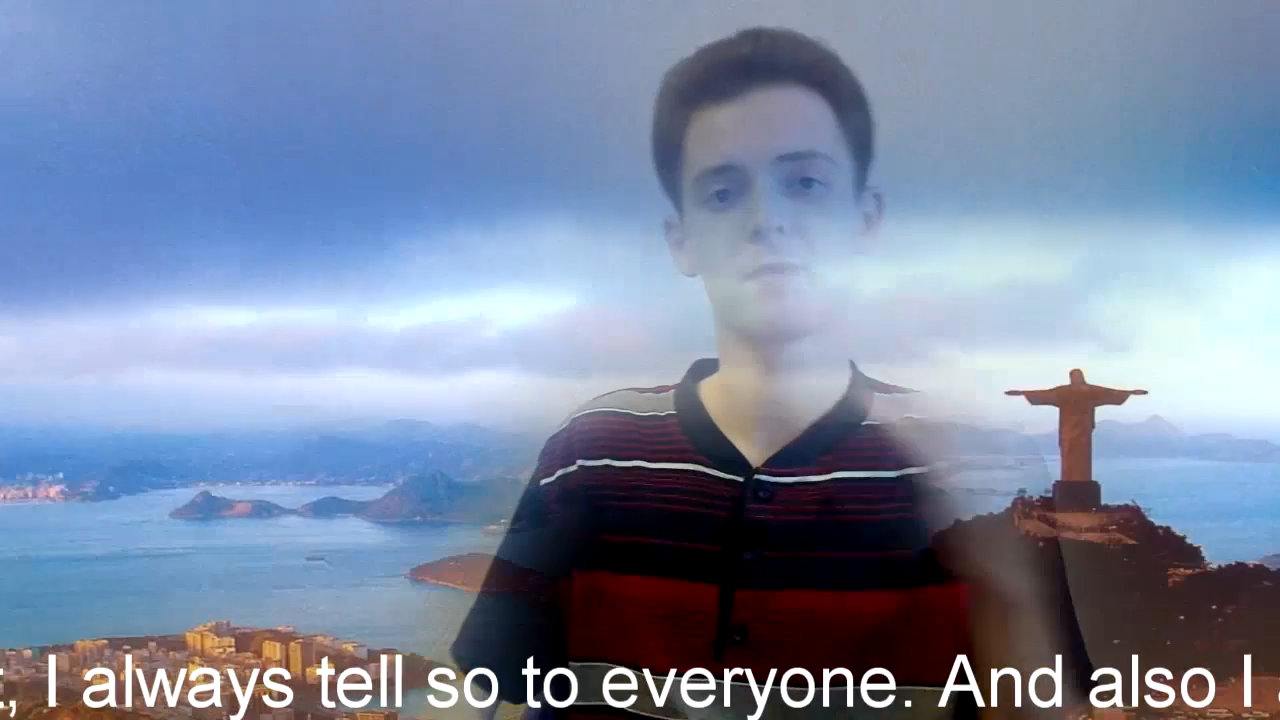 , I always tell so to everyone. And also I